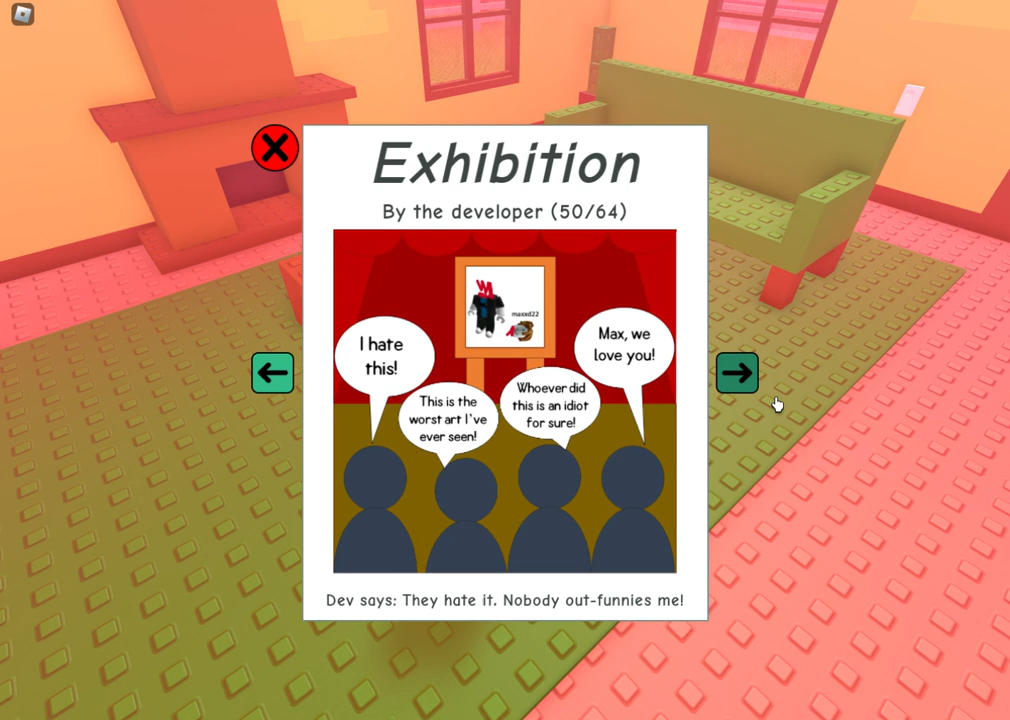 Exhibition
By the developer (50/64)
maxxd22
I hate
this!
This is the
worst art I've
ever seen!
Whoever did
this is an idiot
for sure!
Max, we
love you!
Dev says: They hate it. Nobody out-funnies me!